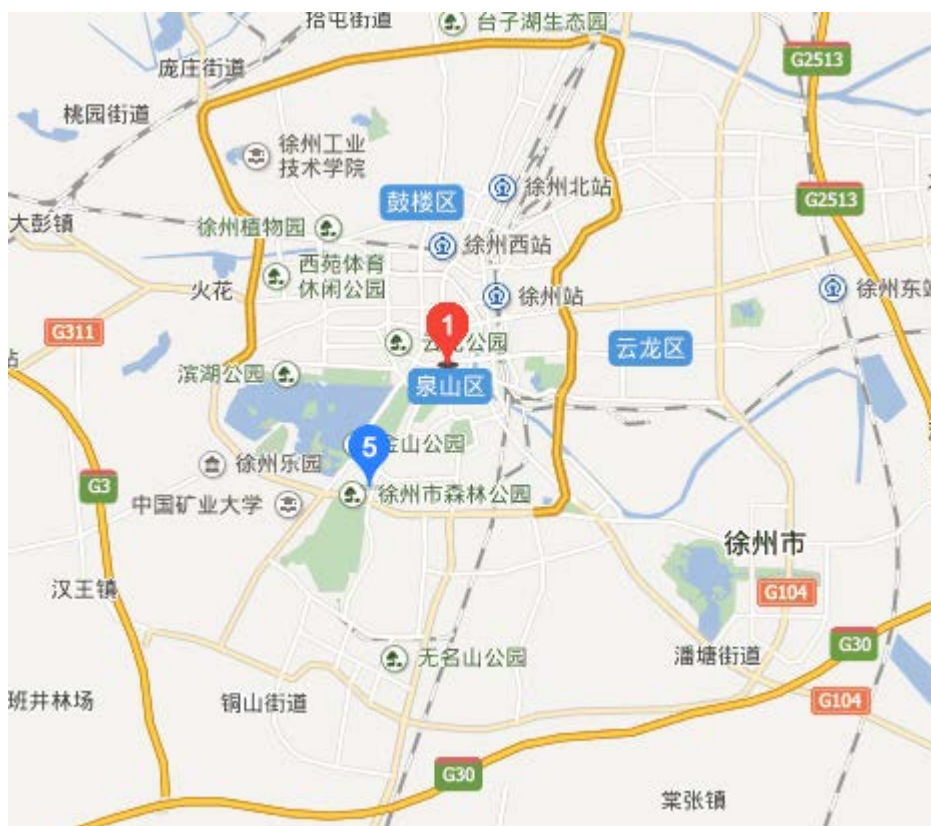 拾屯街道
台子湖生态园
庞庄街道
G2513
桃园街道
徐州工业
技术学院
徐州北站
鼓楼区
G2513
大彭镇
徐州植物园
徐州西站
西苑体育
休闲公园
火花
徐州站
徐州东站
G311
1
云龙公园
云龙区
站
滨湖公园
泉山区
金山公园
5
徐州乐园
G3
中国矿业大学
徐州市森林公园
徐州市
汉王镇
G104
无名山公园
潘塘街道
G30
班井林场
铜山街道
G104
G30
棠张镇